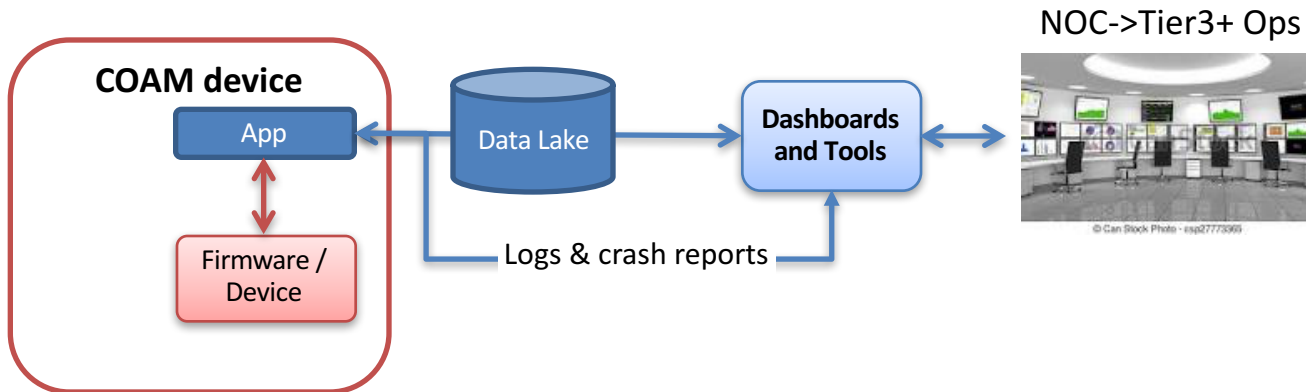 NOC->Tier3+ Ops
COAM device
App
Data Lake
Dashboards
and Tools
Firmware /
Device
Logs & crash reports
© Can Stock Photo - csp27773365